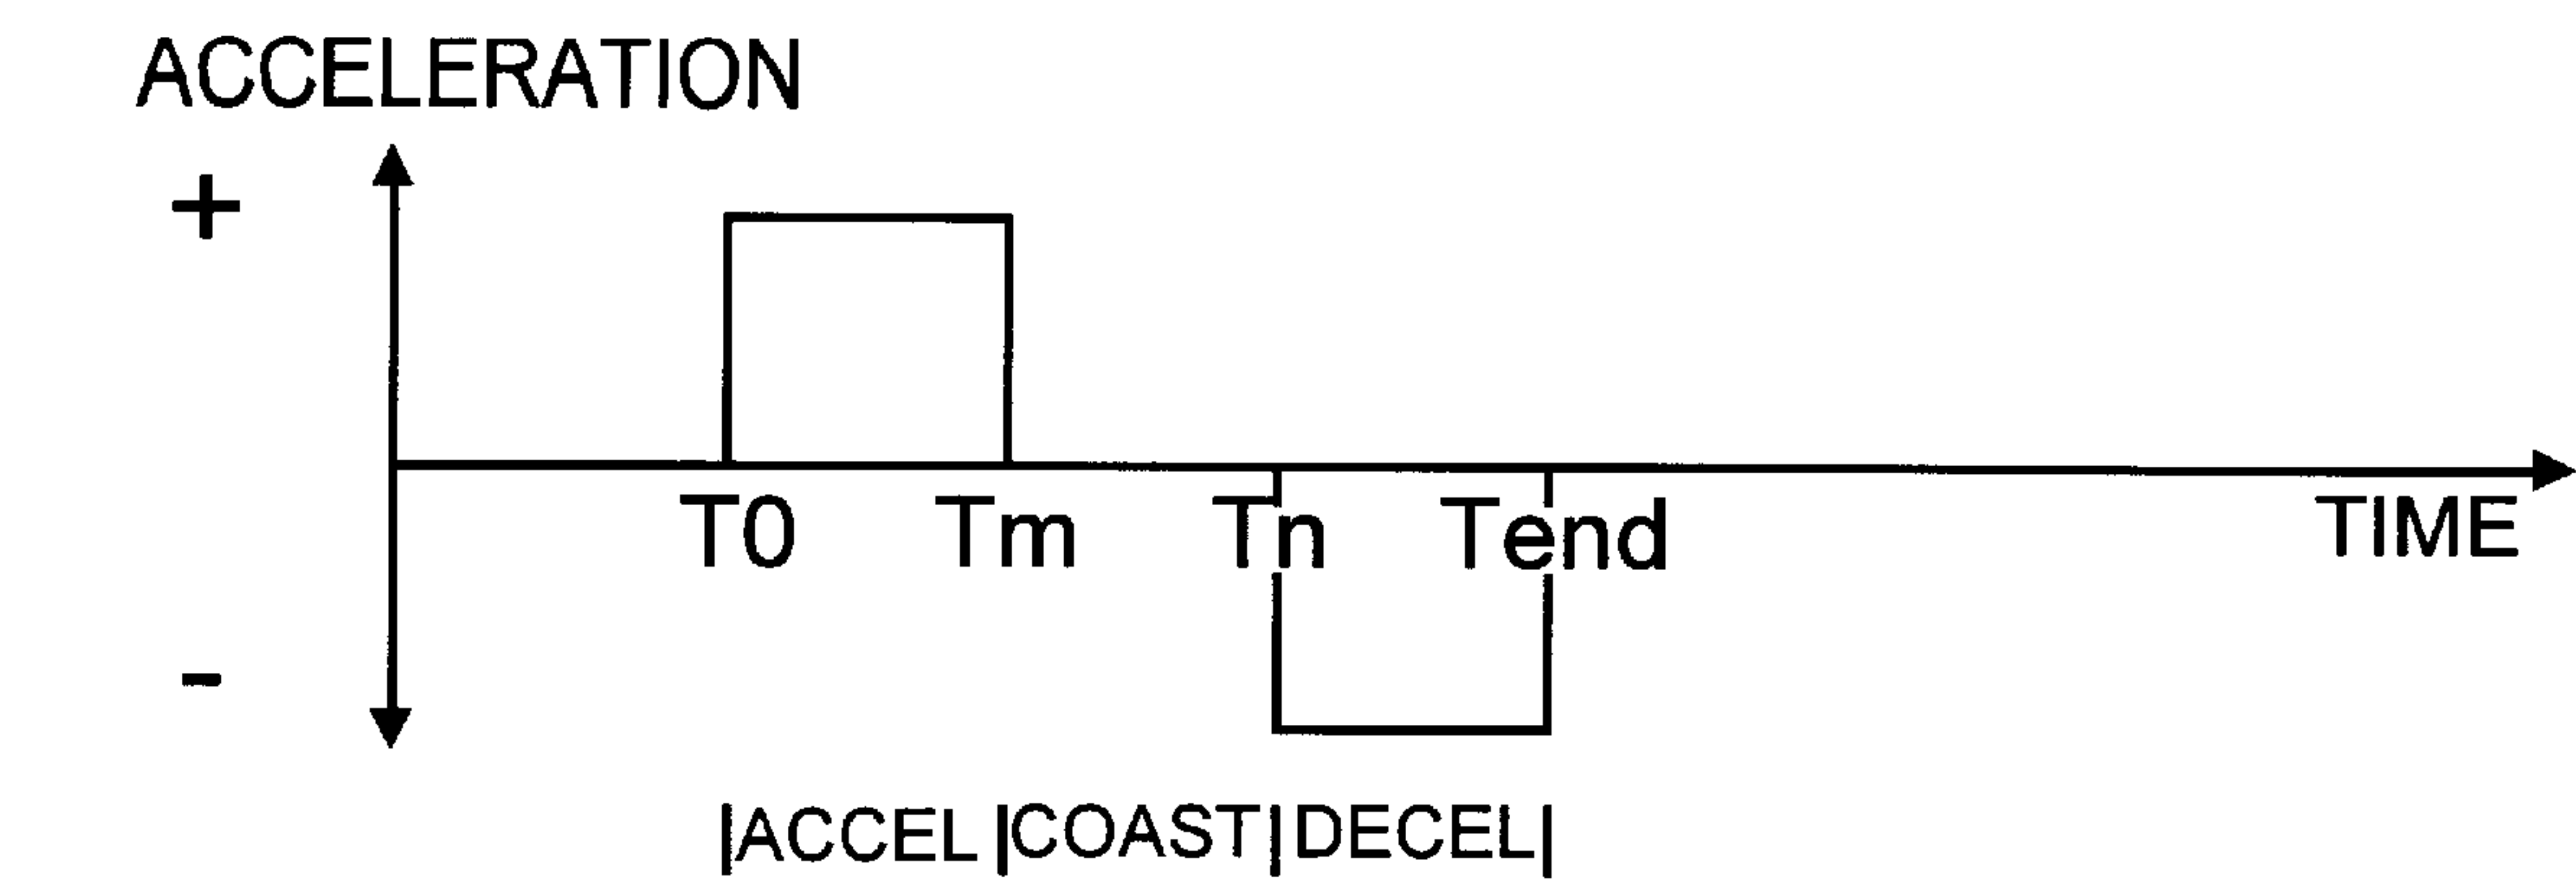 ACCELERATION
+
T0 Tm Tn Tend TIME
-
|ACCEL |COAST| DECEL|